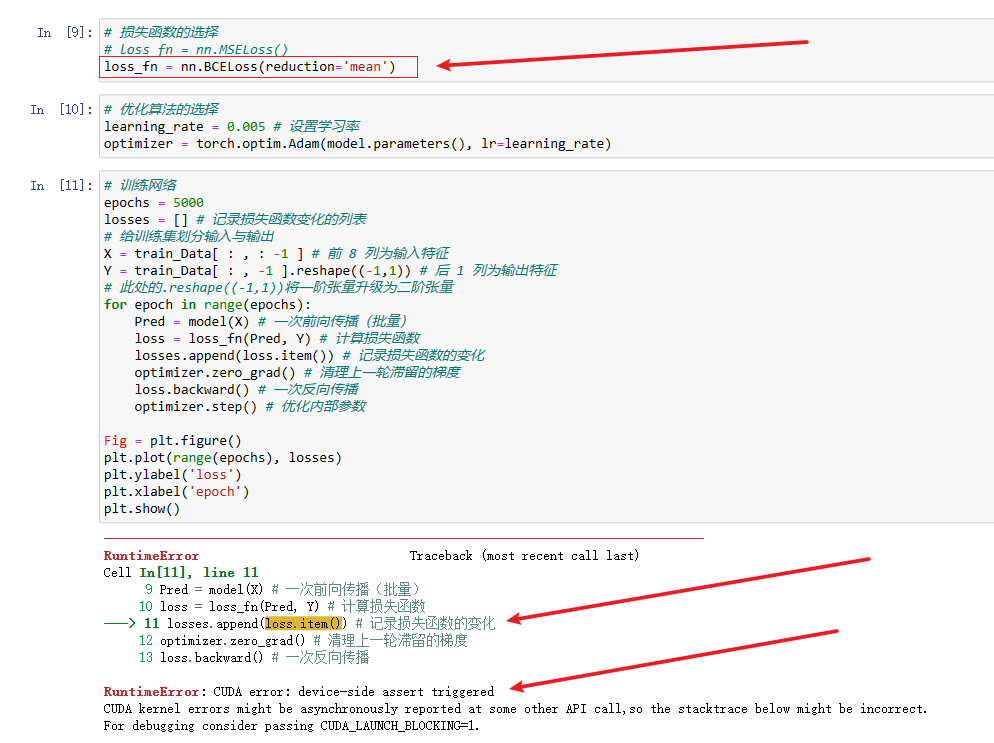 In [9]: # 损失函数的选择
# loss_fn = nn.MSELoss()
loss_fn = nn.BCELoss(reduction='mean')
In [10]: # 优化算法的选择
learning_rate = 0.005 # 设置学习率
optimizer = torch.optim.Adam(model.parameters(), lr=learning_rate)
In [11]: # 训练网络
epochs = 5000
losses = [] # 记录损失函数变化的列表
# 给训练集划分输入与输出
X = train_Data[ : , : -1 ] # 前 8 列为输入特征
Y = train_Data[ : , -1 ].reshape((-1,1)) # 后 1 列为输出特征
# 此处的.reshape((-1,1))将一阶张量升级为二阶张量
for epoch in range(epochs):
Pred = model(X) # 一次前向传播（批量）
loss = loss_fn(Pred, Y) # 计算损失函数
losses.append(loss.item()) # 记录损失函数的变化
optimizer.zero_grad() # 清理上一轮滞留的梯度
loss.backward() # 一次反向传播
optimizer.step() # 优化内部参数
Fig = plt.figure()
plt.plot(range(epochs), losses)
plt.ylabel('loss')
plt.xlabel('epoch')
plt.show()
RuntimeError Traceback (most recent call last)
Cell In[11], line 11
9 Pred = model(X) # 一次前向传播（批量）
10 loss = loss_fn(Pred, Y) # 计算损失函数
---> 11 losses.append(loss.item()) # 记录损失函数的变化
12 optimizer.zero_grad() # 清理上一轮滞留的梯度
13 loss.backward() # 一次反向传播
RuntimeError: CUDA error: device-side assert triggered
CUDA kernel errors might be asynchronously reported at some other API call,so the stacktrace below might be incorrect.
For debugging consider passing CUDA_LAUNCH_BLOCKING=1.